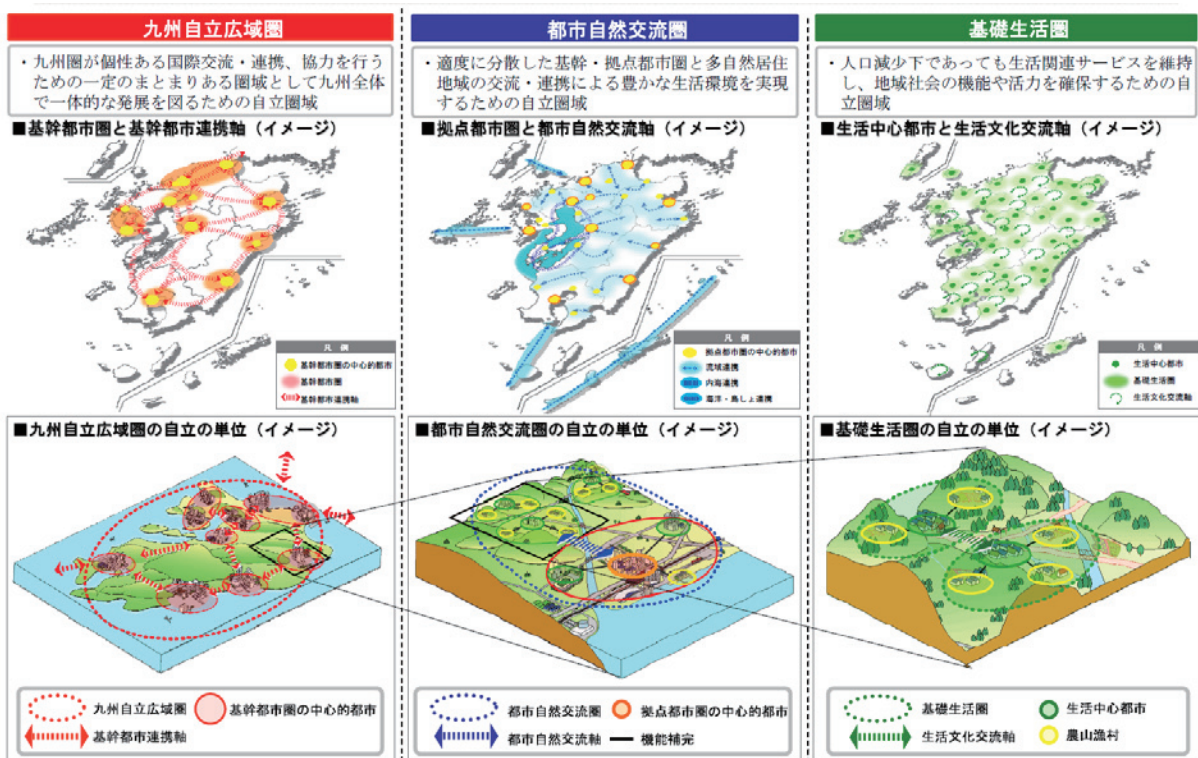 九州自立広域圏
・九州圏が個性ある国際交流・連携、協力を行う
ための一定のまとまりある圏域として九州全体
で一体的な発展を図るための自立圏域
■基幹都市圏と基幹都市連携軸（イメージ）
凡 例
基幹都市圏の中心的都市
基幹都市圏
基幹都市連携軸
■九州自立広域圏の自立の単位（イメージ）
九州自立広域圏
基幹都市圏の中心的都市
基幹都市連携軸
都市自然交流圏
・適度に分散した基幹・拠点都市圏と多自然居住
地域の交流・連携による豊かな生活環境を実現
するための自立圏域
■拠点都市圏と都市自然交流軸（イメージ）
凡 例
拠点都市圏の中心的都市
流域連携
内海連携
海洋・島しょ連携
■都市自然交流圏の自立の単位（イメージ）
都市自然交流圏
拠点都市圏の中心的都市
都市自然交流軸
機能補完
基礎生活圏
・人口減少下であっても生活関連サービスを維持
し、地域社会の機能や活力を確保するための自
立圏域
■生活中心都市と生活文化交流軸（イメージ）
凡 例
生活中心都市
基礎生活圏
生活文化交流軸
■基礎生活圏の自立の単位（イメージ）
基礎生活圏
生活中心都市
生活文化交流軸
農山漁村